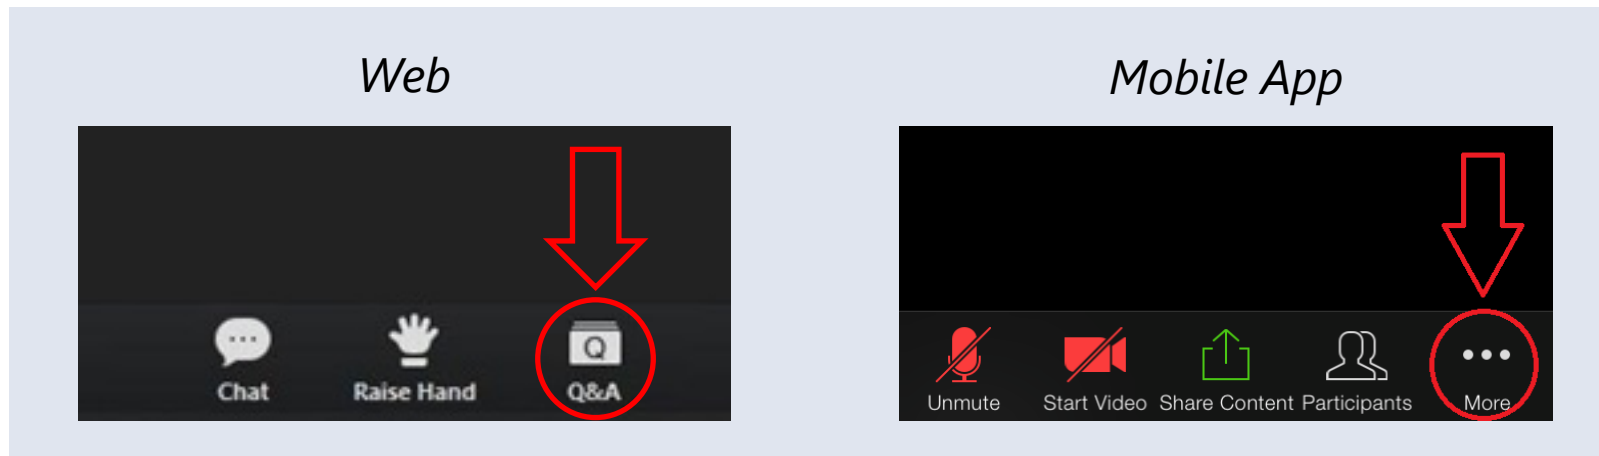 Web
Mobile App
Q
Chat
Raise Hand
Q&A
Unmute
Start Video
Share Content
Participants
More